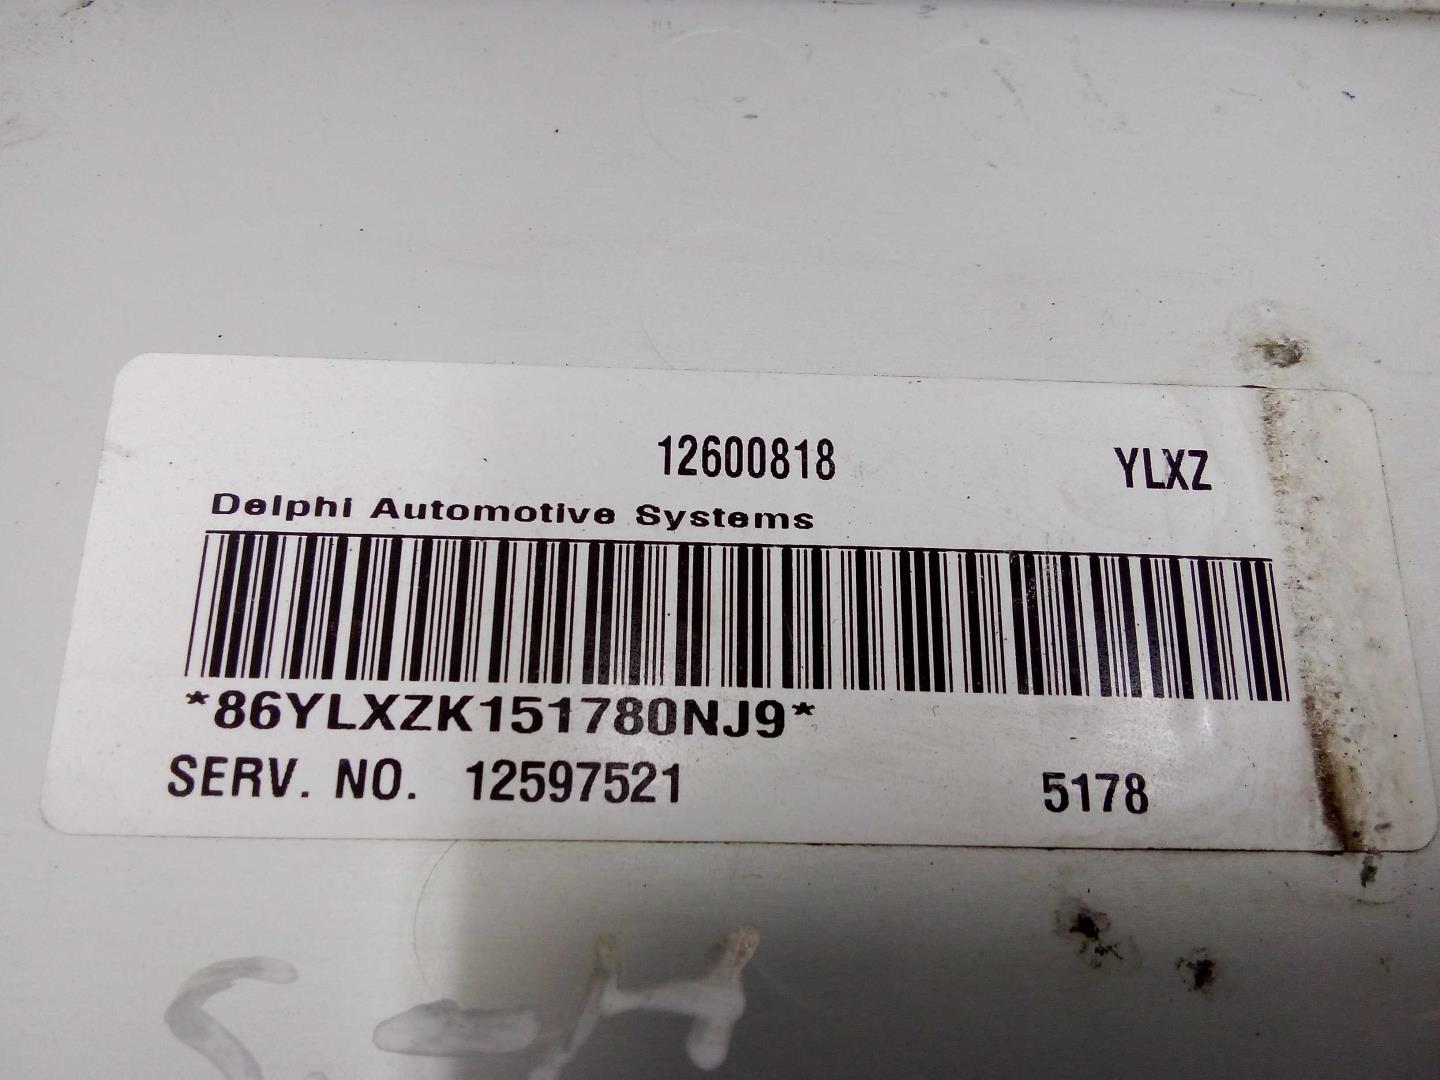 12600818 YLXZ
Delphi Automotive Systems
*86YLXZK151780NJ9*
SERV. NO. 12597521 5178